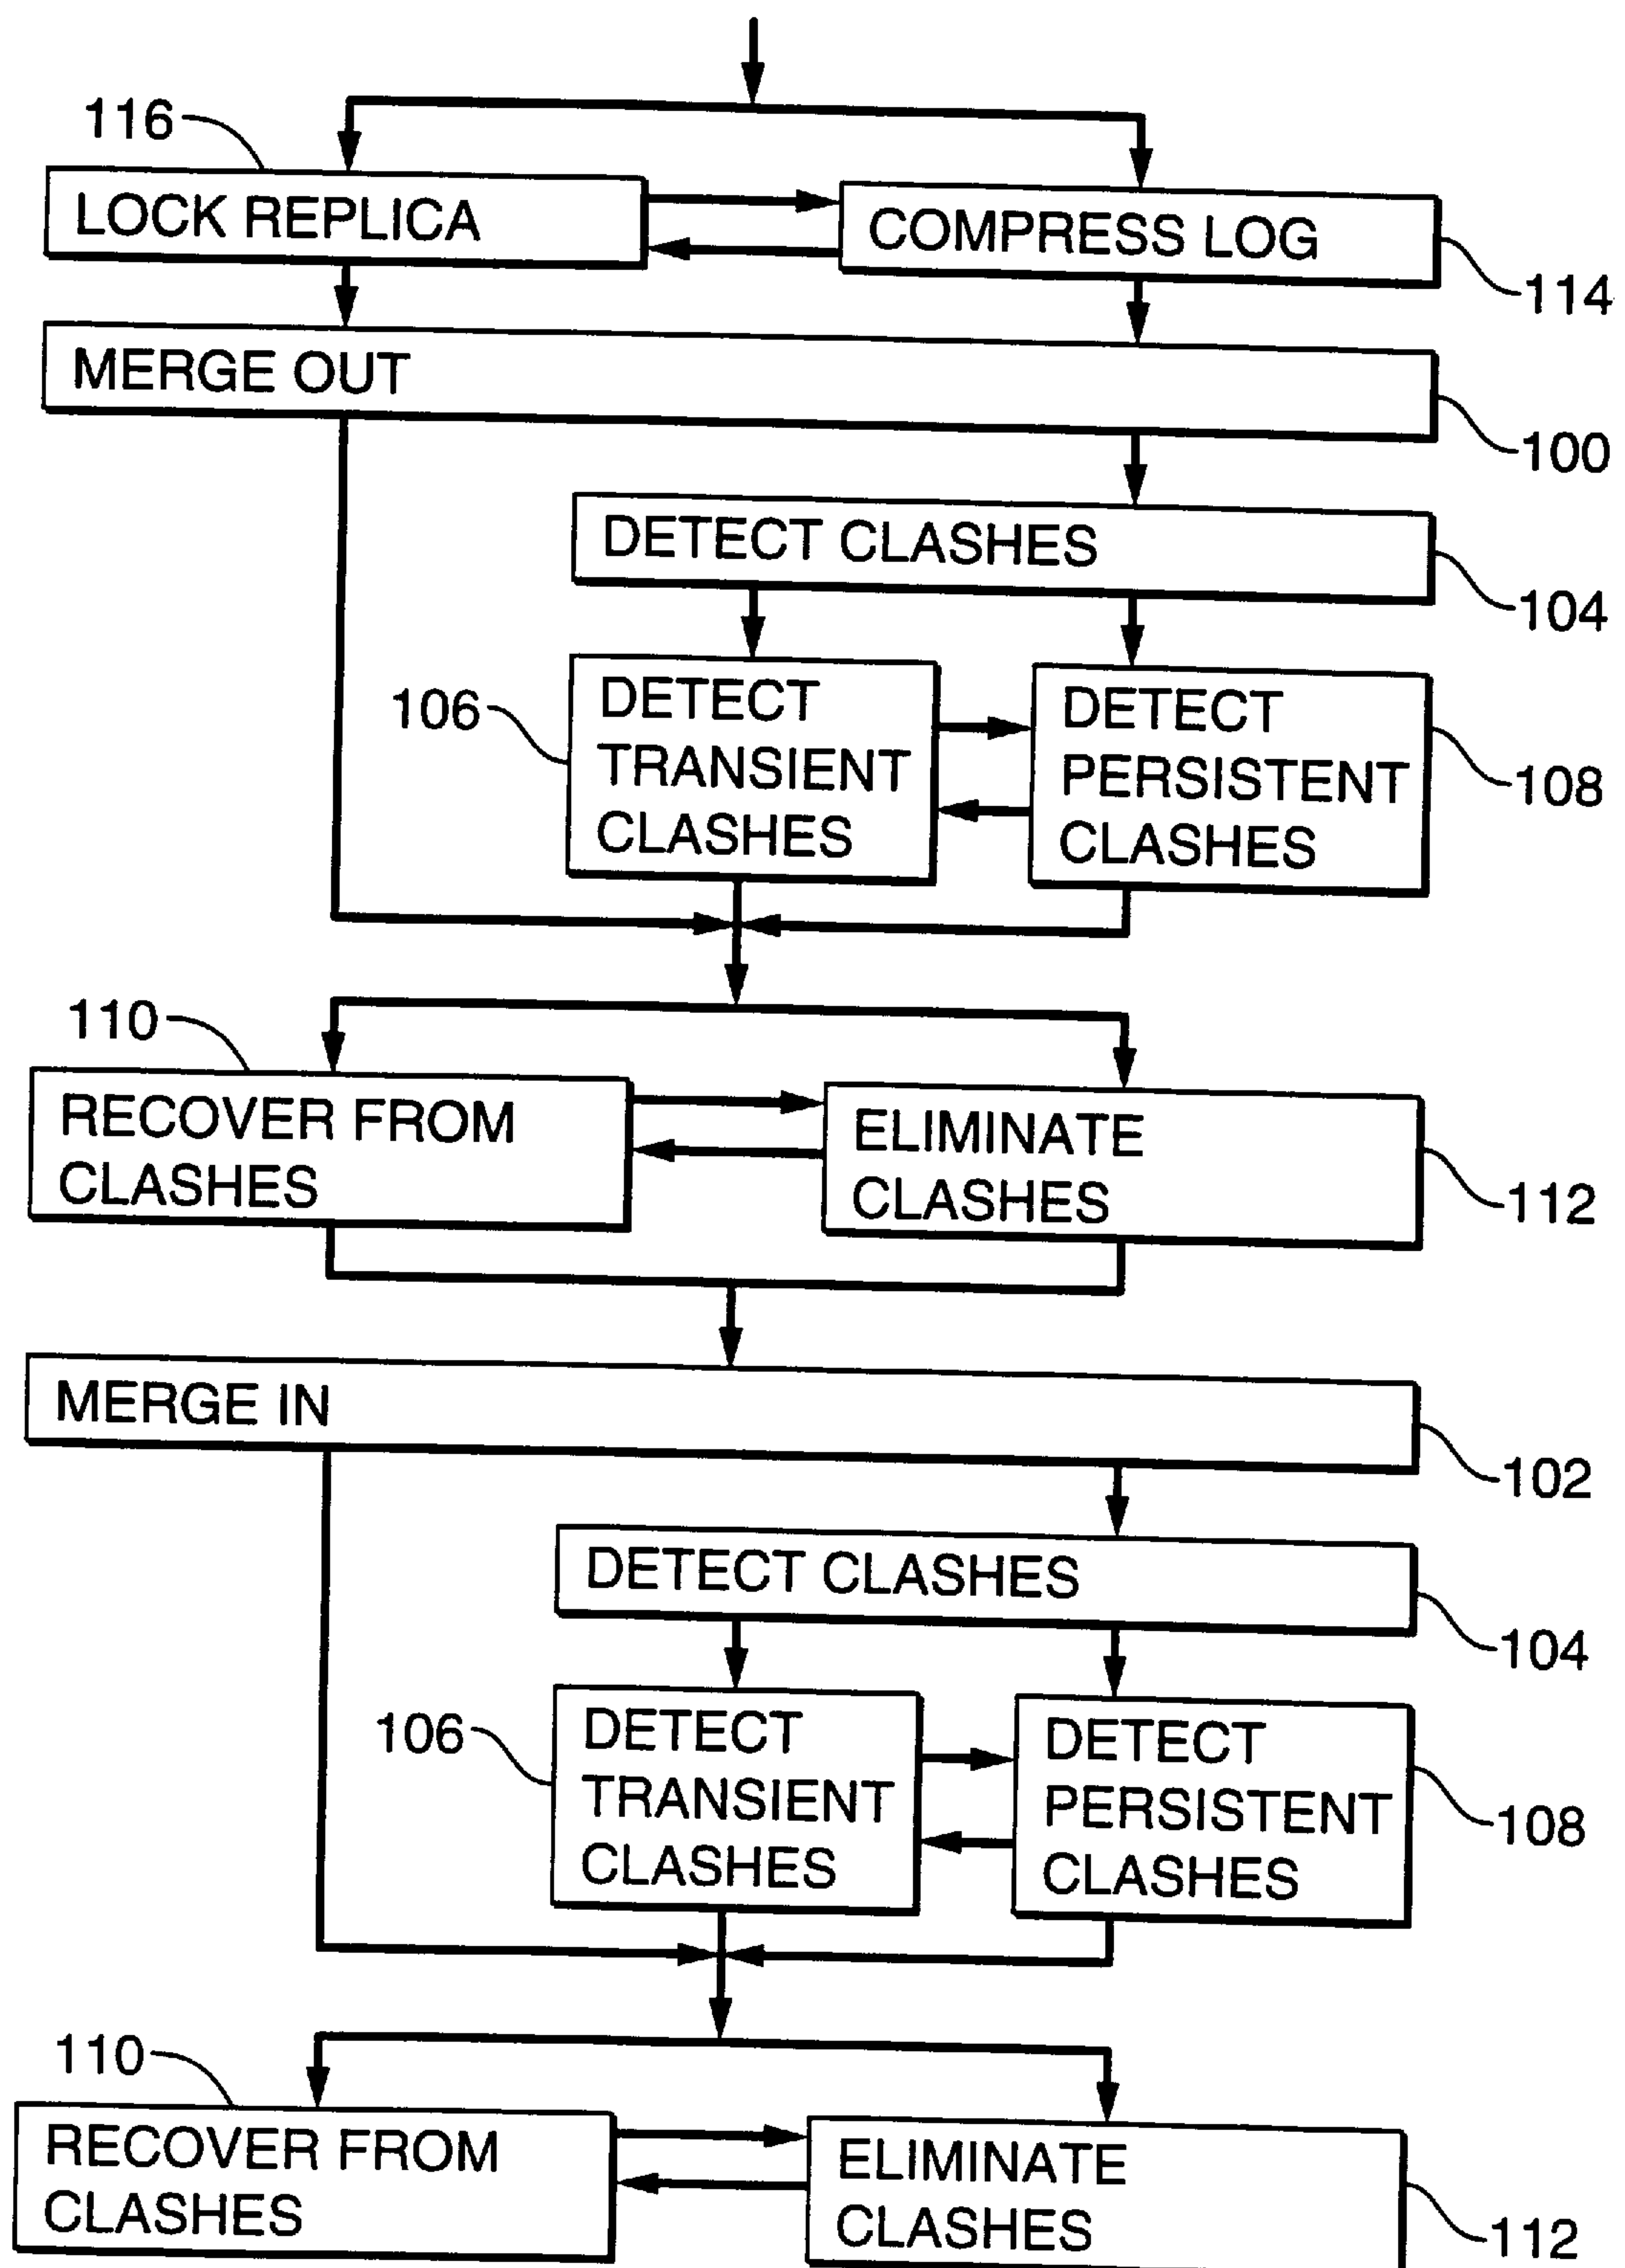 116
LOCK REPLICA
COMPRESS LOG
114
MERGE OUT
100
DETECT CLASHES
104
106
DETECT
TRANSIENT
CLASHES
DETECT
PERSISTENT
CLASHES
108
110
RECOVER FROM
CLASHES
ELIMINATE
CLASHES
112
MERGE IN
102
DETECT CLASHES
104
106
DETECT
TRANSIENT
CLASHES
DETECT
PERSISTENT
CLASHES
108
110
RECOVER FROM
CLASHES
ELIMINATE
CLASHES
112